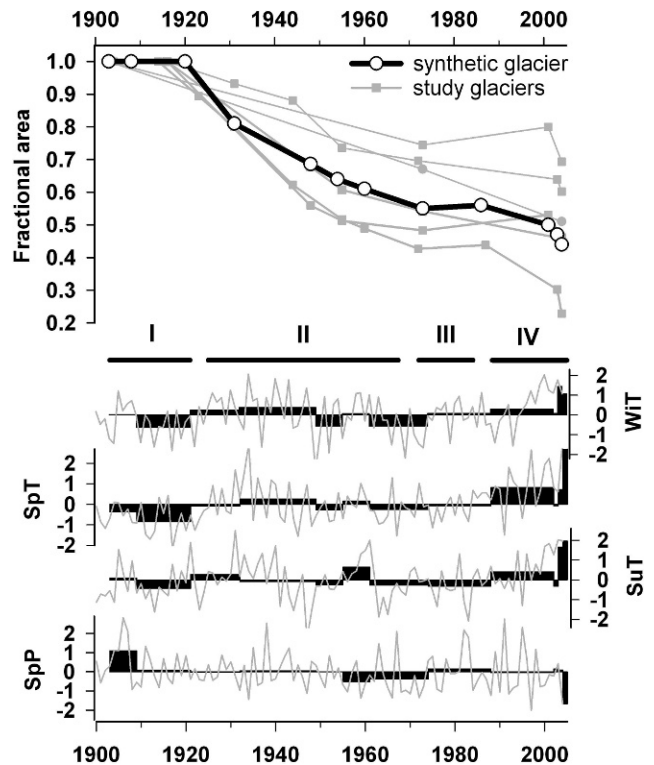 1900 1920 1940 1960 1980 2000
synthetic glacier
study glaciers
Fractional area
1.0
0.9
0.8
0.7
0.6
0.5
0.4
0.3
0.2
I II III IV
2
1
0
-1
-2
WiT
SpT
2
1
0
-1
-2
2
1
0
-1
-2
SuT
SpP
2
1
0
-1
-2
1900 1920 1940 1960 1980 2000